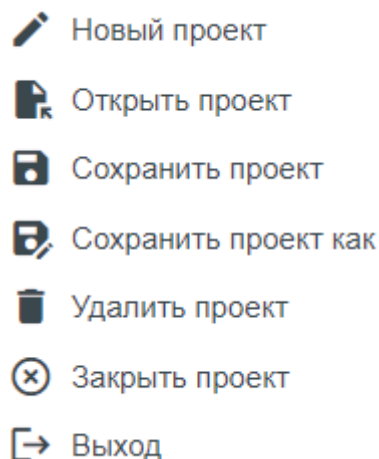 Новый проект
Открыть проект
Сохранить проект
Сохранить проект как
Удалить проект
Закрыть проект
Выход